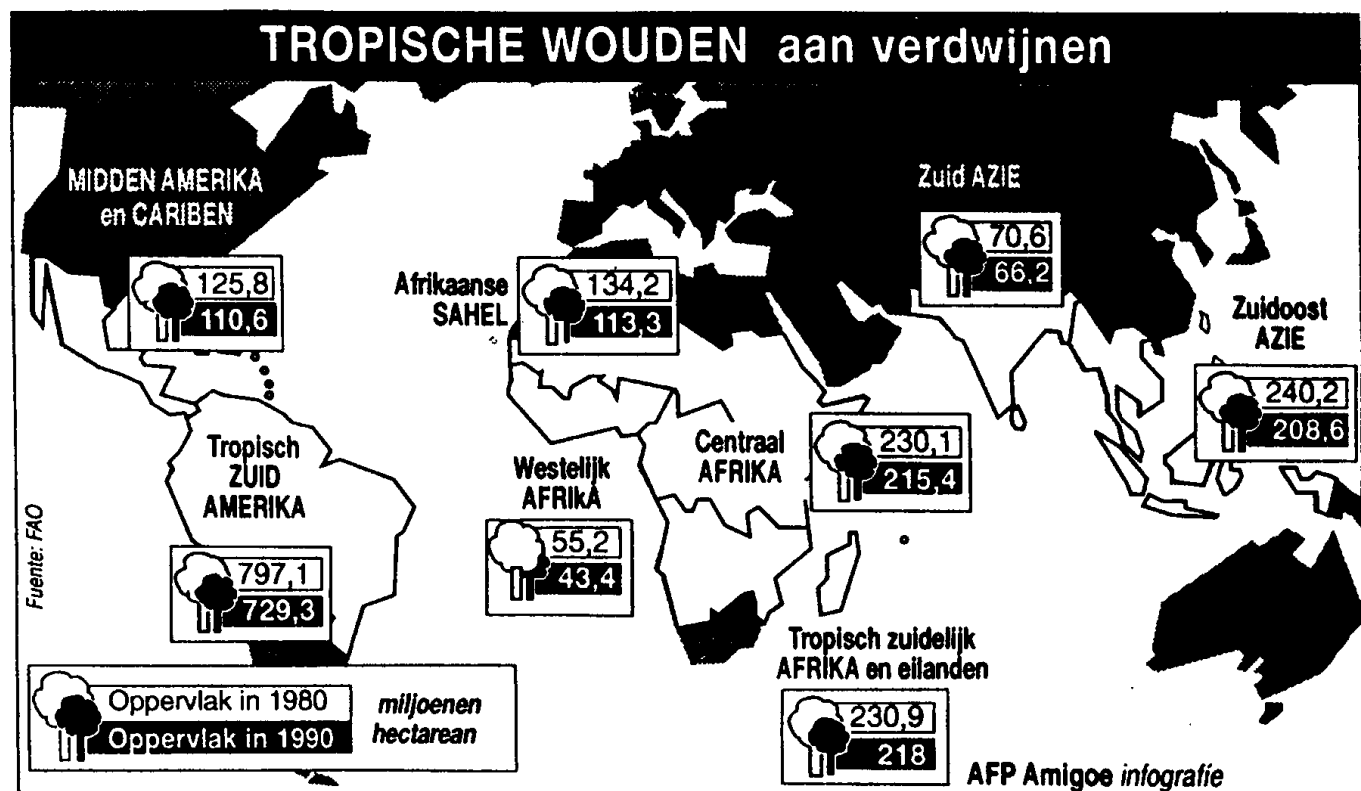 TROPISCHE WOUDEN aan verdwijnen
MIDDEN AMERIKA
en CARIBEN
125,8
110,6
Afrikaanse
SAHEL
134,2
113,3
Zuid AZIE
70,6
66,2
Zuidoost
AZIE
240,2
208,6
Tropisch
ZUID
AMERIKA
797,1
729,3
Westelijk
AFRIKA
55,2
43,4
Centraal
AFRIKA
230,1
215,4
Tropisch zuidelijk
AFRIKA en eilanden
230,9
218
Fuente: FAO
Oppervlak in 1980
Oppervlak in 1990
miljoenen
hectarean
AFP Amigoe infografie